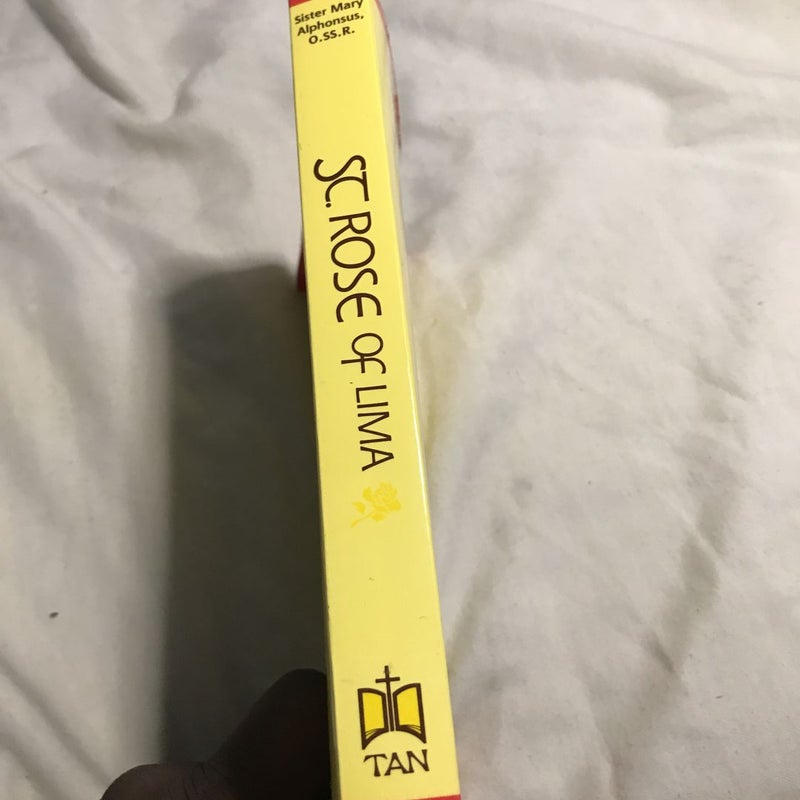 Sister Mary
Alphonsus,
O.SS.R.
ST. ROSE OF LIMA
TAN